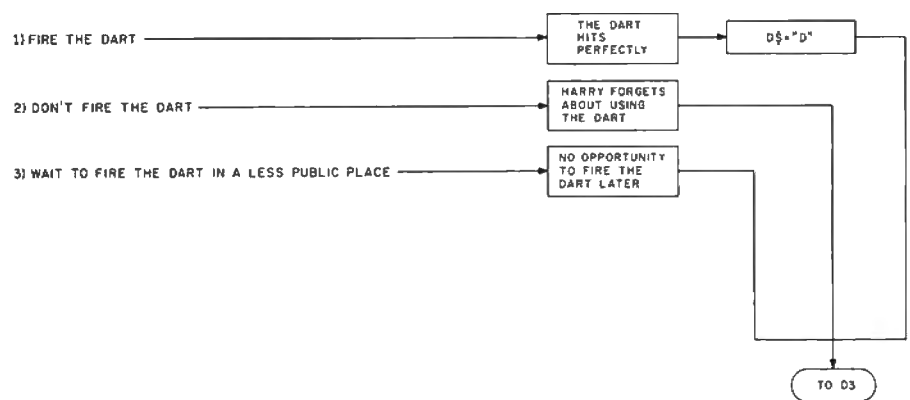 1) FIRE THE DART
THE DART
HITS
PERFECTLY
D$="D"
2) DON'T FIRE THE DART
HARRY FORGETS
ABOUT USING
THE DART
3) WAIT TO FIRE THE DART IN A LESS PUBLIC PLACE
NO OPPORTUNITY
TO FIRE THE
DART LATER
TO D3